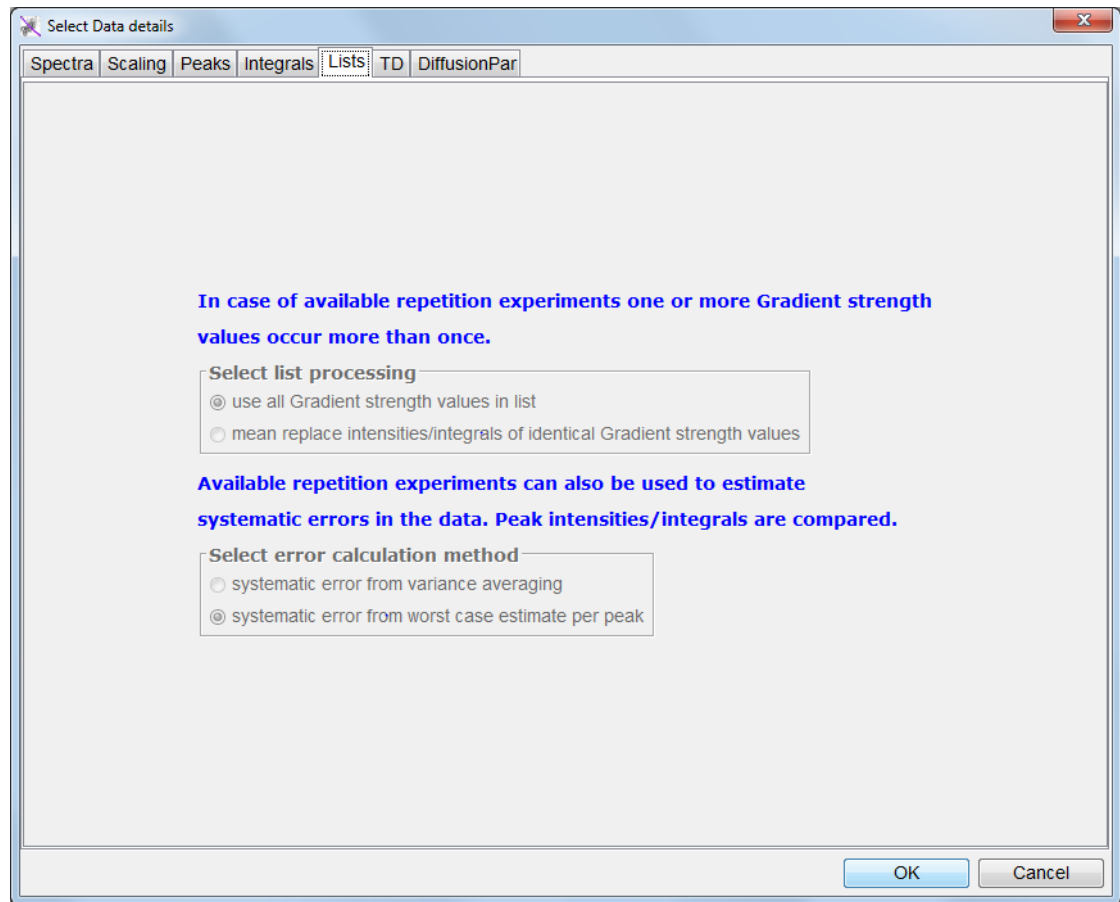 Select Data details
x
Spectra Scaling Peaks Integrals Lists TD DiffusionPar
In case of available repetition experiments one or more Gradient strength
values occur more than once.
Select list processing
use all Gradient strength values in list
mean replace intensities/integrals of identical Gradient strength values
Available repetition experiments can also be used to estimate
systematic errors in the data. Peak intensities/integrals are compared.
Select error calculation method
systematic error from variance averaging
systematic error from worst case estimate per peak
OK Cancel